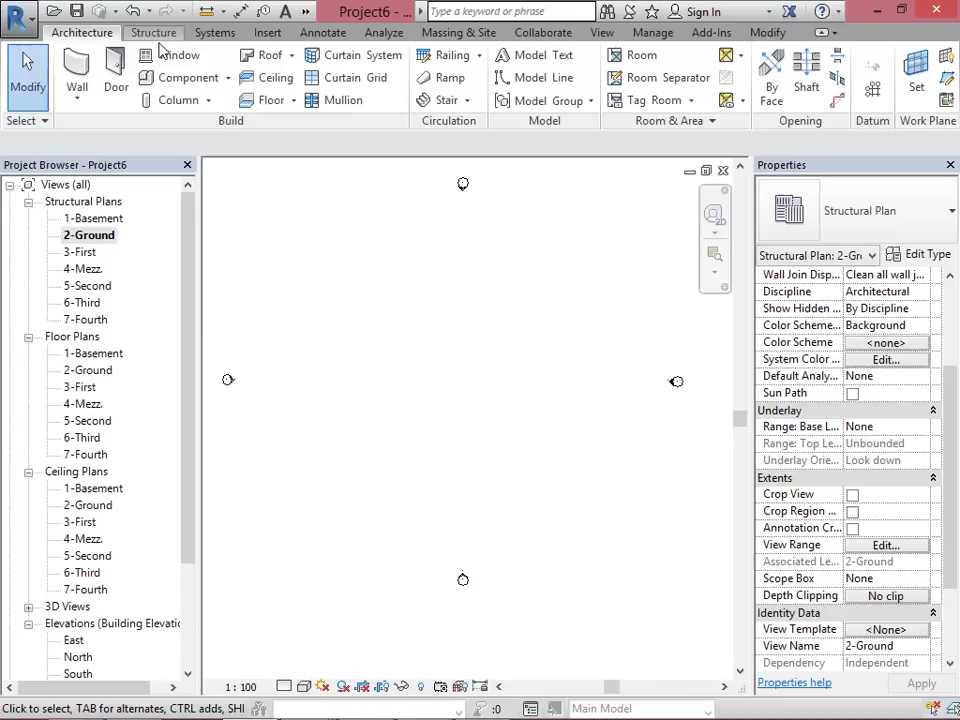 Project6 - ... Type a keyword or phrase Sign In
Architecture Structure Systems Insert Annotate Analyze Massing & Site Collaborate View Manage Add-Ins Modify
Modify Wall Door Component Column Roof Ceiling Floor Curtain System Curtain Grid Mullion Railing Ramp Stair Model Text Model Line Model Group Room Room Separator Tag Room By Face Shaft Set
Select Build Circulation Model Room & Area Opening Datum Work Plane
Project Browser - Project6
Views (all)
Structural Plans
1-Basement
2-Ground
3-First
4-Mezz.
5-Second
6-Third
7-Fourth
Floor Plans
1-Basement
2-Ground
3-First
4-Mezz.
5-Second
6-Third
7-Fourth
Ceiling Plans
1-Basement
2-Ground
3-First
4-Mezz.
5-Second
6-Third
7-Fourth
3D Views
Elevations (Building Elevatio
East
North
South
2D
1 : 100
Properties
Structural Plan
Structural Plan: 2-Gr Edit Type
Wall Join Disp... Clean all wall j...
Discipline Architectural
Show Hidden ... By Discipline
Color Scheme... Background
Color Scheme <none>
System Color ... Edit...
Default Analy... None
Sun Path
Underlay
Range: Base L... None
Range: Top Le... Unbounded
Underlay Orie... Look down
Extents
Crop View
Crop Region ...
Annotation Cr...
View Range Edit...
Associated Le... 2-Ground
Scope Box None
Depth Clipping No clip
Identity Data
View Template <None>
View Name 2-Ground
Dependency Independent
Properties help Apply
Click to select, TAB for alternates, CTRL adds, SHI :0 Main Model